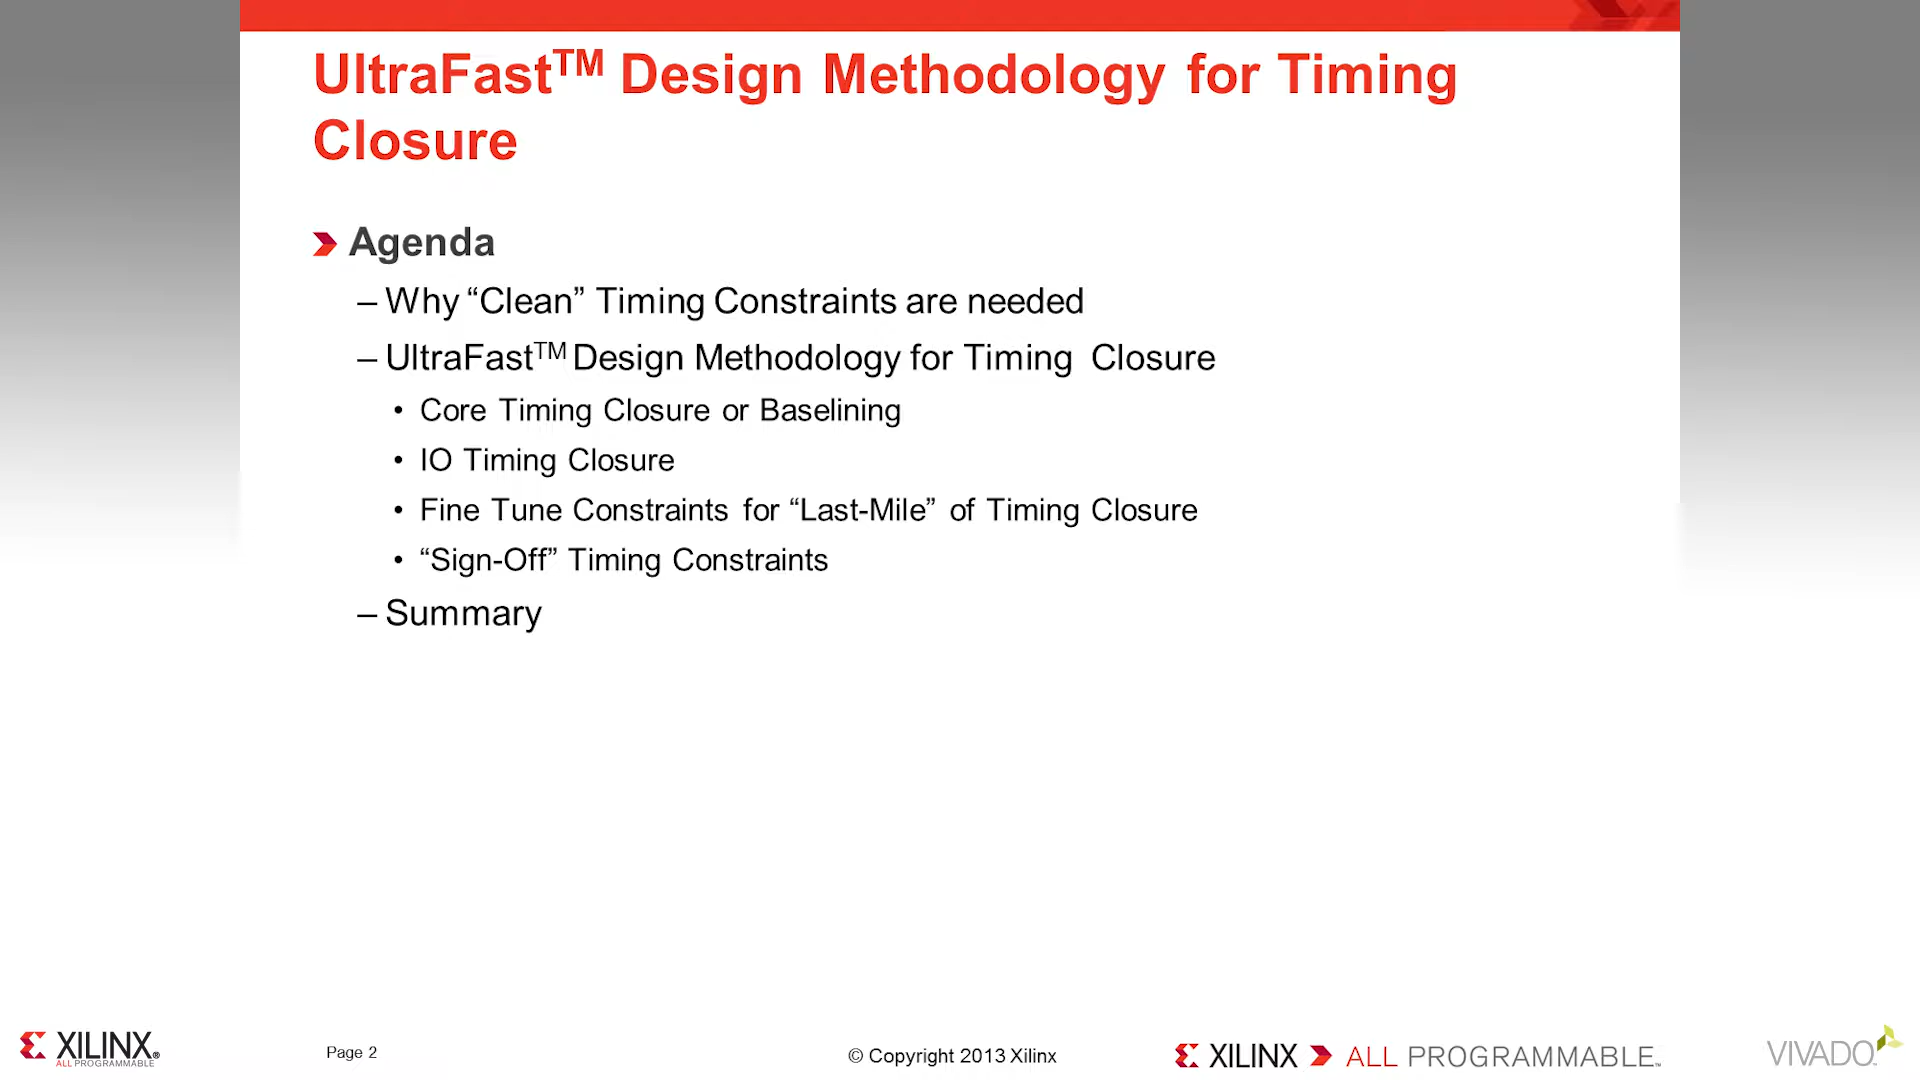 UltraFast™ Design Methodology for Timing
Closure
Agenda
– Why “Clean” Timing Constraints are needed
– UltraFast™ Design Methodology for Timing Closure
• Core Timing Closure or Baselining
• IO Timing Closure
• Fine Tune Constraints for “Last-Mile” of Timing Closure
• “Sign-Off” Timing Constraints
– Summary
XILINX®
ALL PROGRAMMABLE
Page 2
© Copyright 2013 Xilinx
XILINX ALL PROGRAMMABLE™
VIVADO™